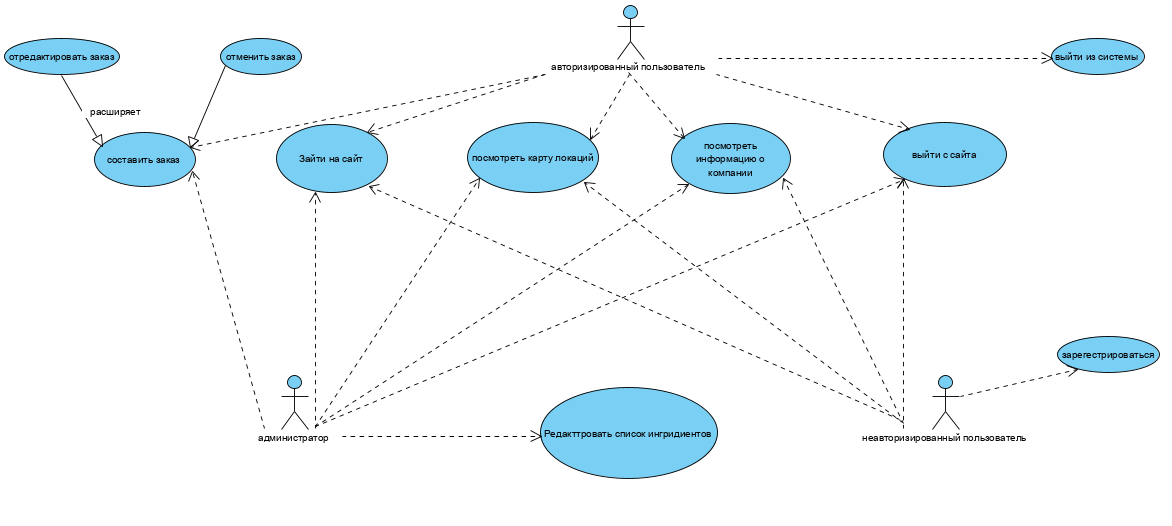 отредактировать заказ
отменить заказ
авторизированный пользователь
выйти из системы
расширяет
составить заказ
Зайти на сайт
посмотреть карту локаций
посмотреть
информацию о
компании
выйти с сайта
зарегестрироваться
администратор
Редакттровать список ингридиентов
неавторизированный пользователь